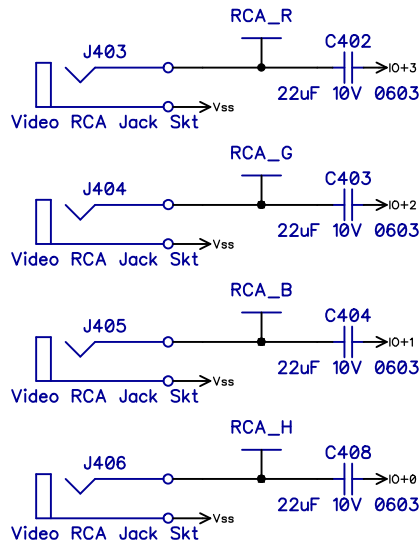 RCA_R
J403
C402
IO+3
22uF 10V 0603
Vss
Video RCA Jack Skt
RCA_G
J404
C403
IO+2
22uF 10V 0603
Vss
Video RCA Jack Skt
RCA_B
J405
C404
IO+1
22uF 10V 0603
Vss
Video RCA Jack Skt
RCA_H
J406
C408
IO+0
22uF 10V 0603
Vss
Video RCA Jack Skt